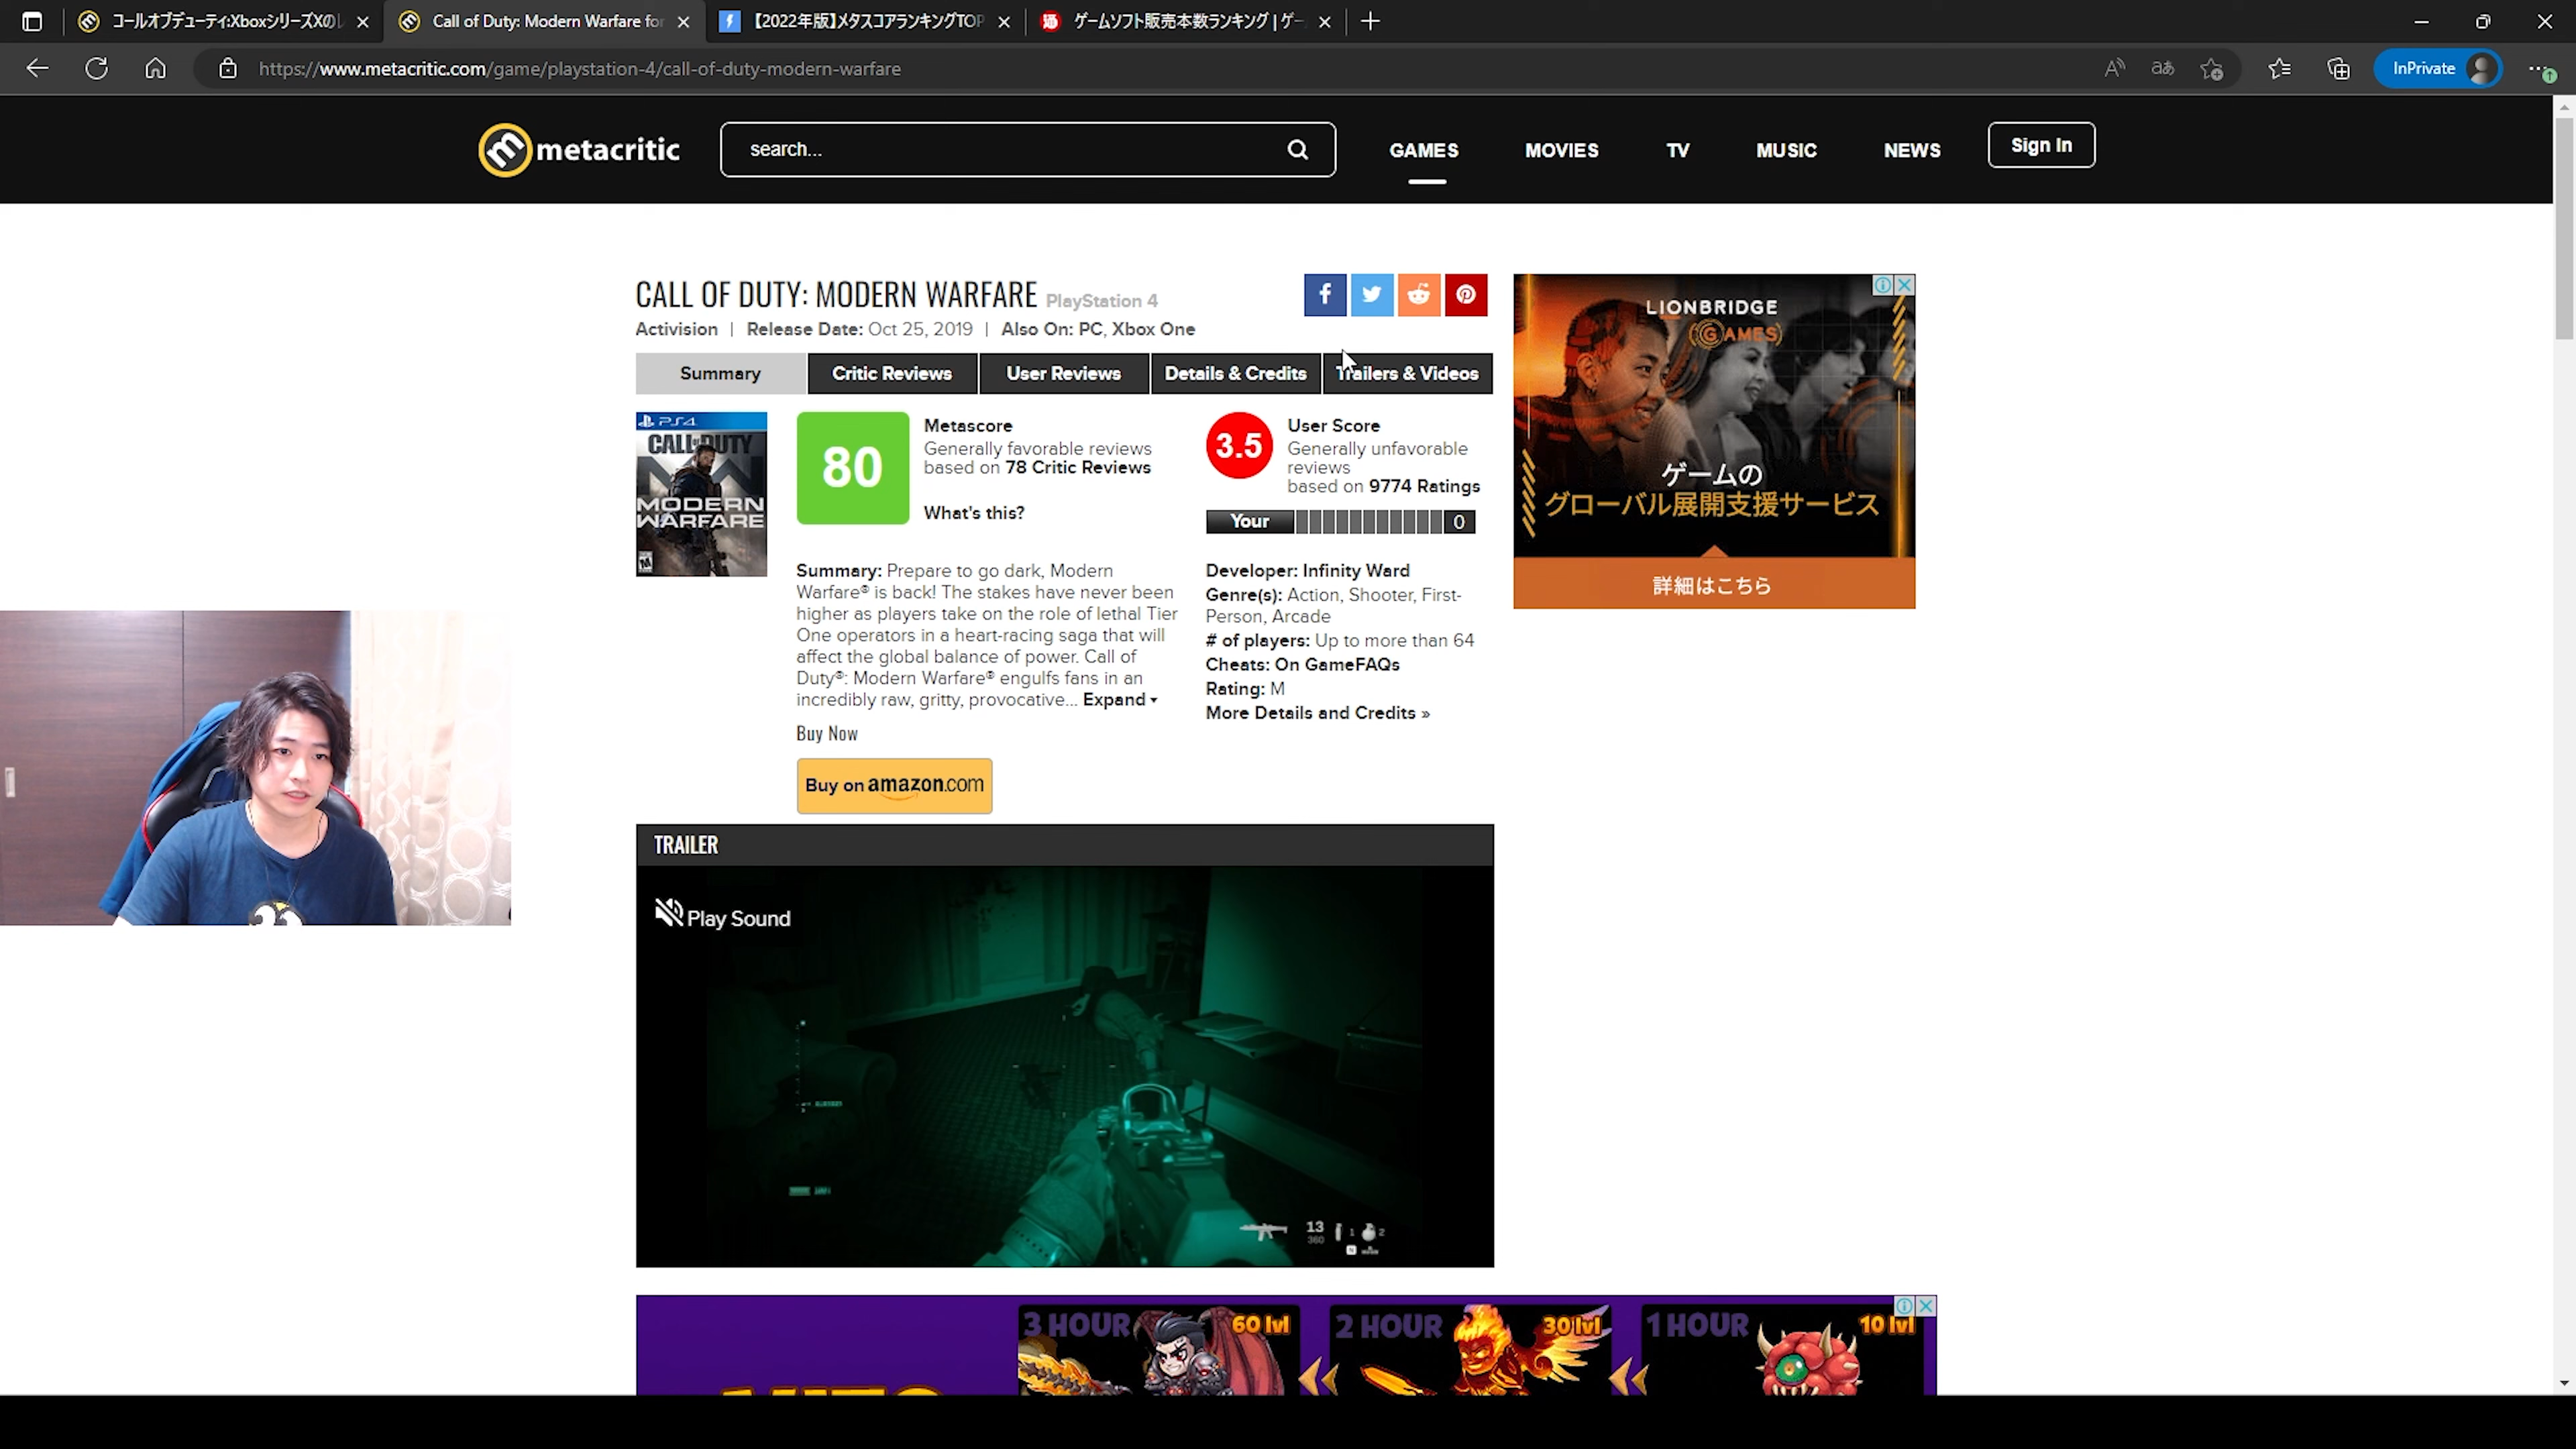 コールオブデューティ:XboxシリーズXのレ
Call of Duty: Modern Warfare for
【2022年版】メタスコアランキングTOP
ゲームソフト販売本数ランキング | ゲー
https://www.metacritic.com/game/playstation-4/call-of-duty-modern-warfare
InPrivate
metacritic
search...
GAMES
MOVIES
TV
MUSIC
NEWS
Sign In
CALL OF DUTY: MODERN WARFARE PlayStation 4
Activision | Release Date: Oct 25, 2019 | Also On: PC, Xbox One
Summary
Critic Reviews
User Reviews
Details & Credits
Trailers & Videos
PS4
CALL OF DUTY
MODERN
WARFARE
80
Metascore
Generally favorable reviews
based on 78 Critic Reviews
What's this?
3.5
User Score
Generally unfavorable
reviews
based on 9774 Ratings
Your
0
Summary: Prepare to go dark, Modern
Warfare® is back! The stakes have never been
higher as players take on the role of lethal Tier
One operators in a heart-racing saga that will
affect the global balance of power. Call of
Duty®: Modern Warfare® engulfs fans in an
incredibly raw, gritty, provocative... Expand
Developer: Infinity Ward
Genre(s): Action, Shooter, First-
Person, Arcade
# of players: Up to more than 64
Cheats: On GameFAQs
Rating: M
More Details and Credits »
Buy Now
Buy on amazon.com
LIONBRIDGE
GAMES
ゲームの
グローバル展開支援サービス
詳細はこちら
TRAILER
Play Sound
13
360
1
2
3 HOUR
60 lvl
2 HOUR
30 lvl
1 HOUR
10 lvl